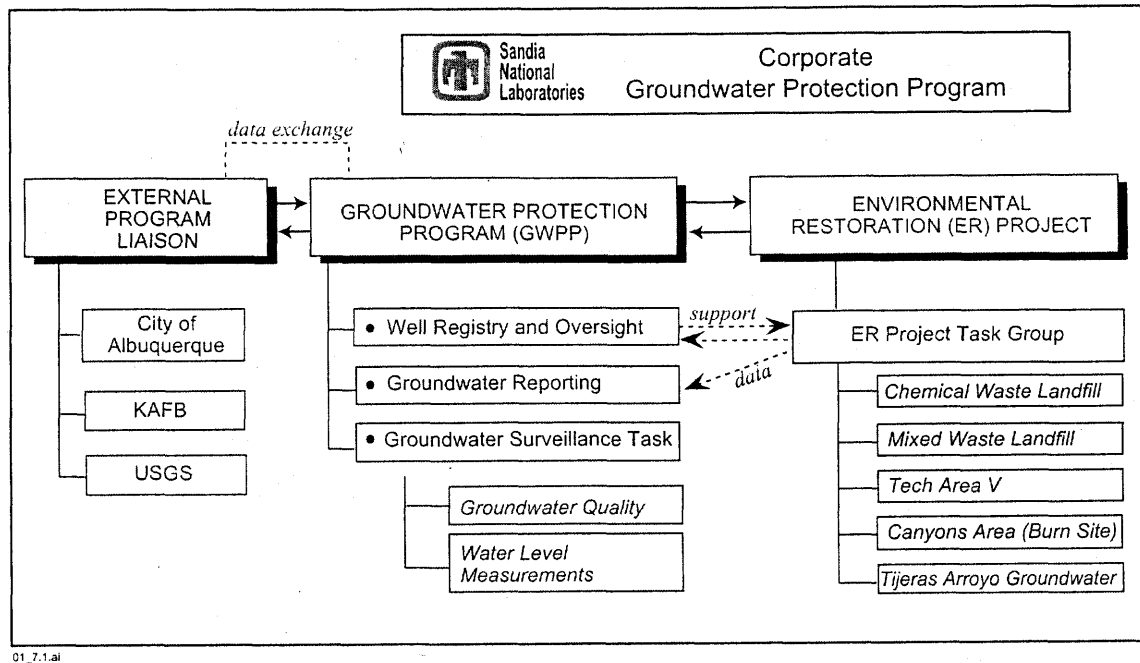 Sandia
National
Laboratories
Corporate
Groundwater Protection Program
data exchange
EXTERNAL
PROGRAM
LIAISON
GROUNDWATER PROTECTION
PROGRAM (GWPP)
ENVIRONMENTAL
RESTORATION (ER) PROJECT
City of
Albuquerque
KAFB
USGS
• Well Registry and Oversight
• Groundwater Reporting
• Groundwater Surveillance Task
Groundwater Quality
Water Level
Measurements
support
data
ER Project Task Group
Chemical Waste Landfill
Mixed Waste Landfill
Tech Area V
Canyons Area (Burn Site)
Tijeras Arroyo Groundwater
01_7.1.ai